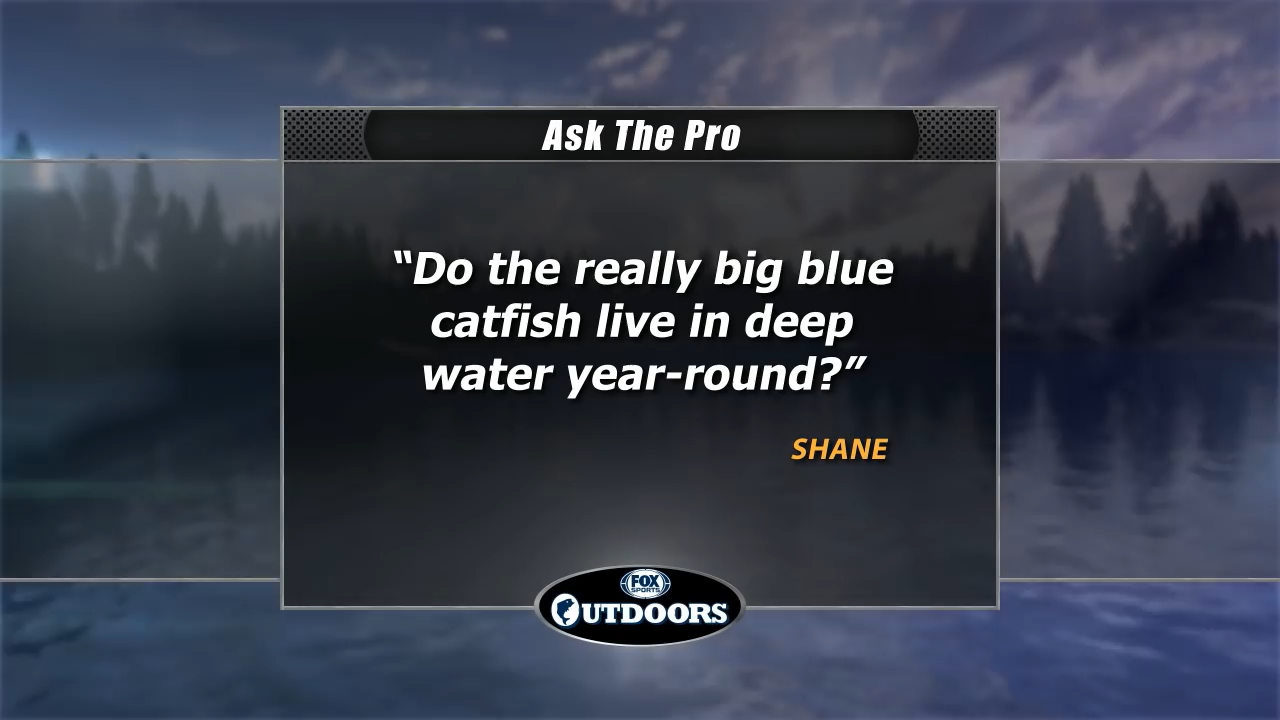 Ask The Pro
“Do the really big blue
catfish live in deep
water year-round?”
SHANE
FOX
SPORTS
OUTDOORS